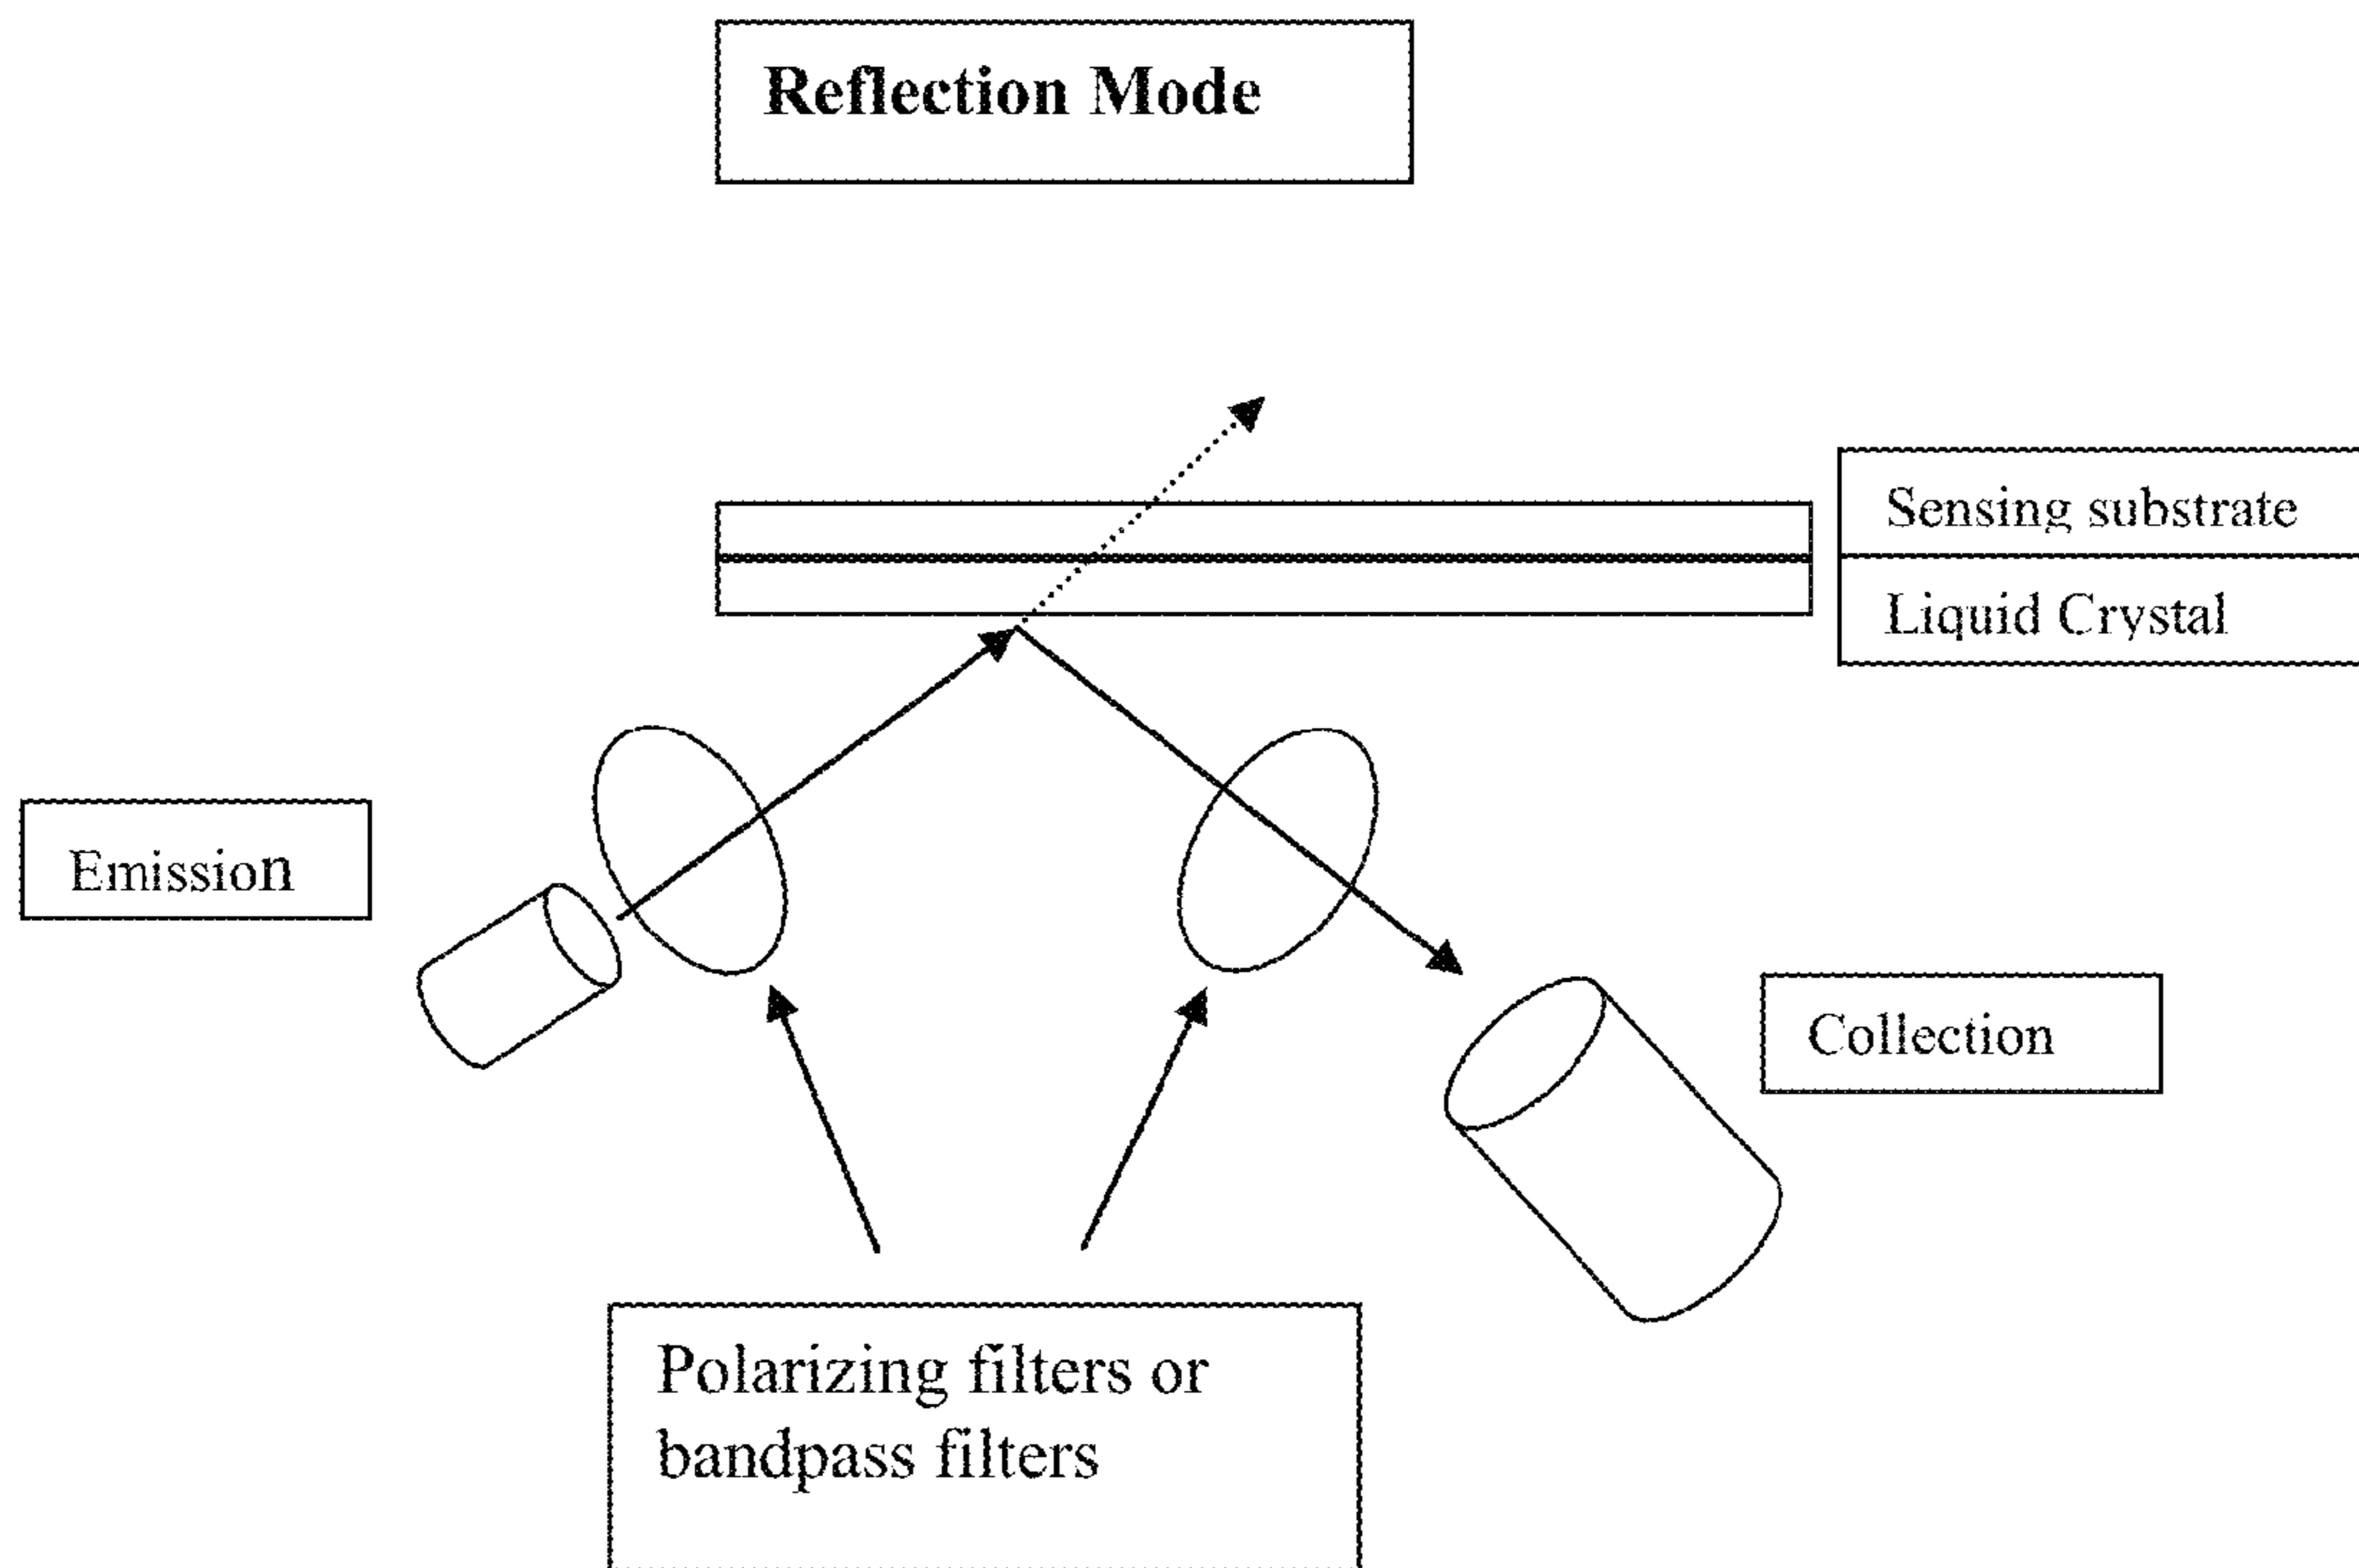 Reflection Mode
Sensing substrate
Liquid Crystal
Emission
Collection
Polarizing filters or
bandpass filters